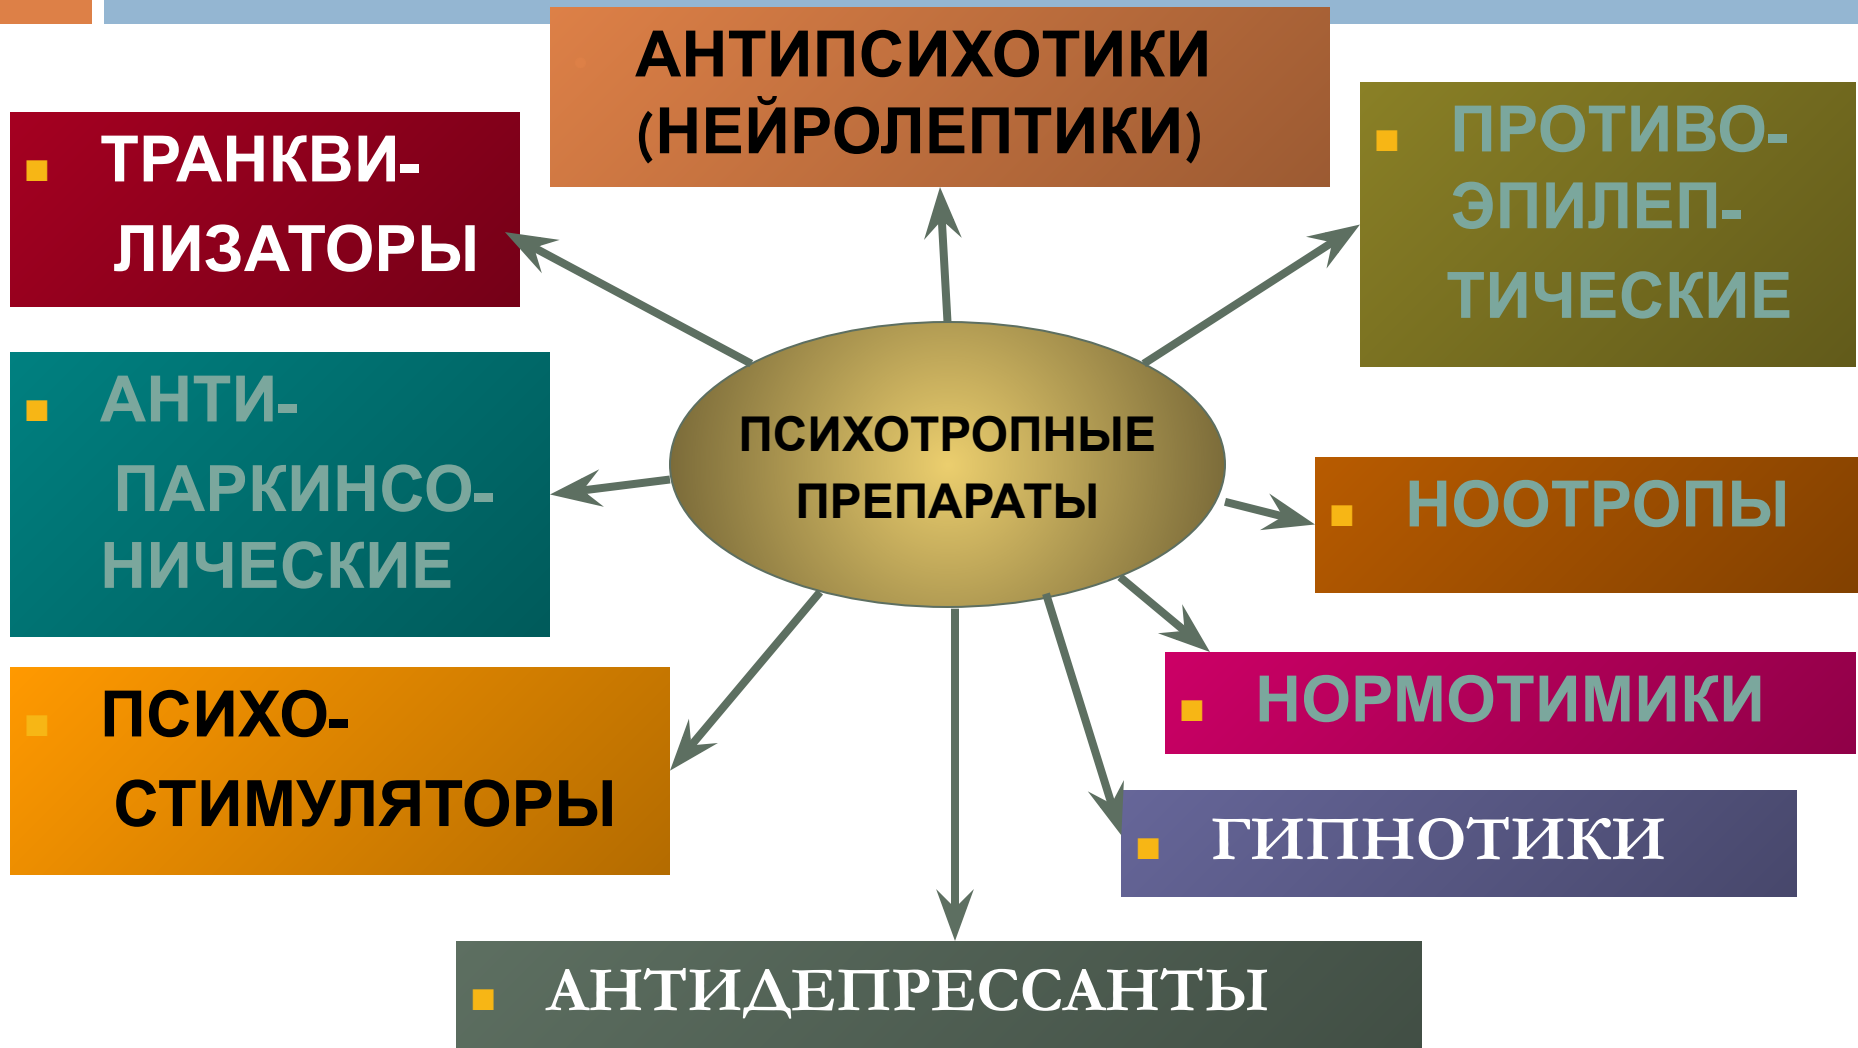 АНТИПСИХОТИКИ
(НЕЙРОЛЕПТИКИ)
ТРАНКВИ-
ЛИЗАТОРЫ
ПРОТИВО-
ЭПИЛЕП-
ТИЧЕСКИЕ
АНТИ-
ПАРКИНСО-
НИЧЕСКИЕ
ПСИХОТРОПНЫЕ
ПРЕПАРАТЫ
НООТРОПЫ
ПСИХО-
СТИМУЛЯТОРЫ
НОРМОТИМИКИ
ГИПНОТИКИ
АНТИДЕПРЕССАНТЫ